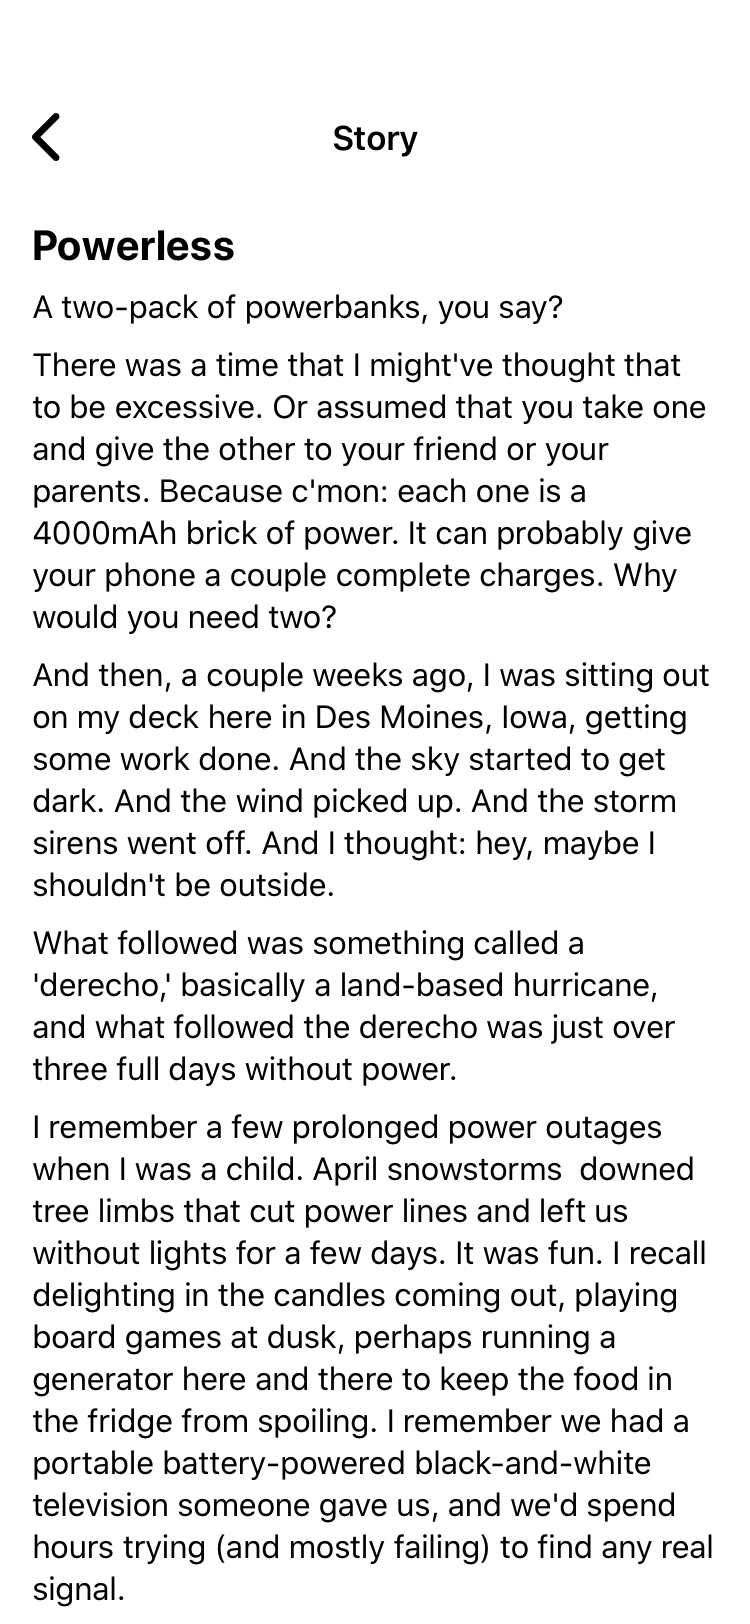 Story
Powerless
A two-pack of powerbanks, you say?
There was a time that I might've thought that
to be excessive. Or assumed that you take one
and give the other to your friend or your
parents. Because c'mon: each one is a
4000mAh brick of power. It can probably give
your phone a couple complete charges. Why
would you need two?
And then, a couple weeks ago, I was sitting out
on my deck here in Des Moines, Iowa, getting
some work done. And the sky started to get
dark. And the wind picked up. And the storm
sirens went off. And I thought: hey, maybe I
shouldn't be outside.
What followed was something called a
'derecho,' basically a land-based hurricane,
and what followed the derecho was just over
three full days without power.
I remember a few prolonged power outages
when I was a child. April snowstorms  downed
tree limbs that cut power lines and left us
without lights for a few days. It was fun. I recall
delighting in the candles coming out, playing
board games at dusk, perhaps running a
generator here and there to keep the food in
the fridge from spoiling. I remember we had a
portable battery-powered black-and-white
television someone gave us, and we'd spend
hours trying (and mostly failing) to find any real
signal.